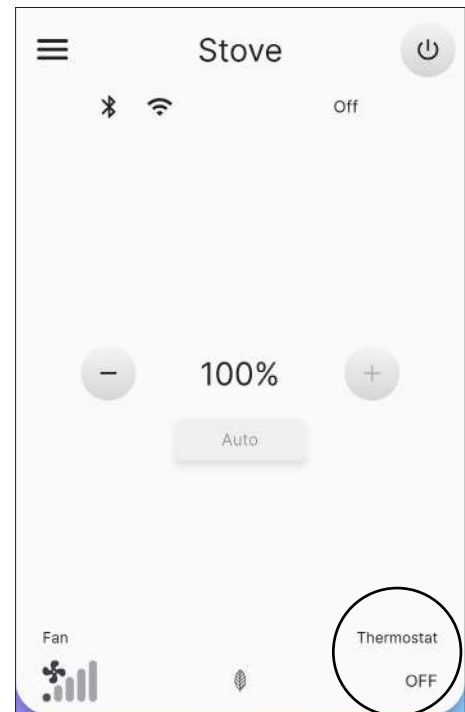 Stove
Off
− 100% +
Auto
Fan
Thermostat
OFF